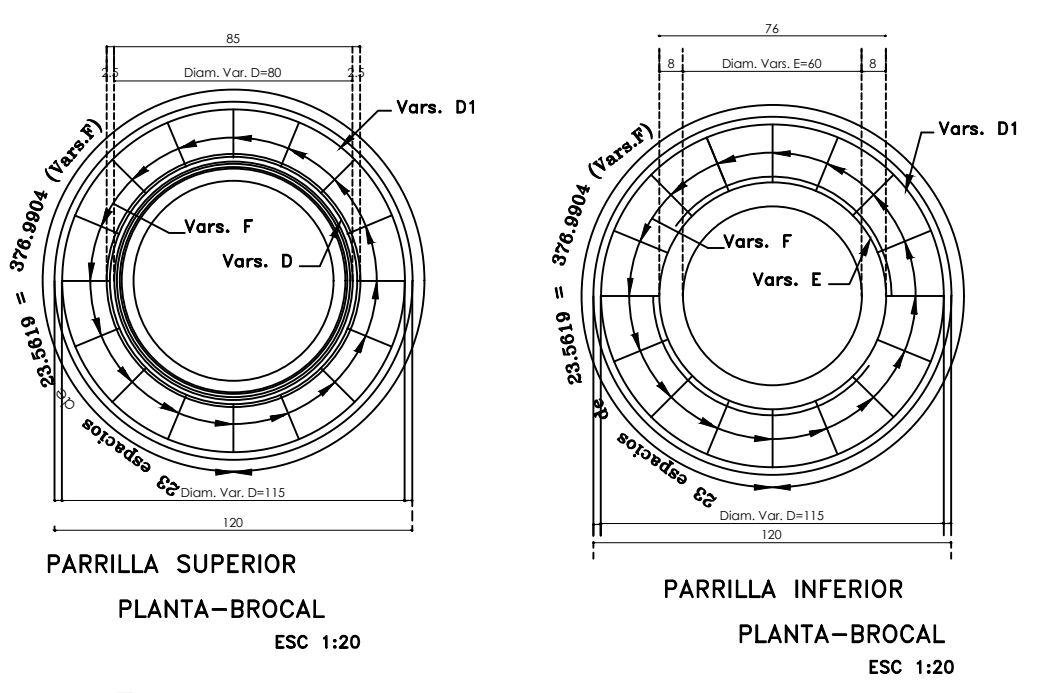 85
2.5 Diam. Var. D=80 2.5
Vars. D1
Vars. F
Vars. D
23 espacios de 23.5619 = 376.9904 (Vars.F)
Diam. Var. D=115
120
PARRILLA SUPERIOR
PLANTA-BROCAL
ESC 1:20
76
8 Diam. Vars. E=60 8
Vars. D1
Vars. F
Vars. E
23 espacios de 23.5619 = 376.9904 (Vars.F)
Diam. Var. D=115
120
PARRILLA INFERIOR
PLANTA-BROCAL
ESC 1:20